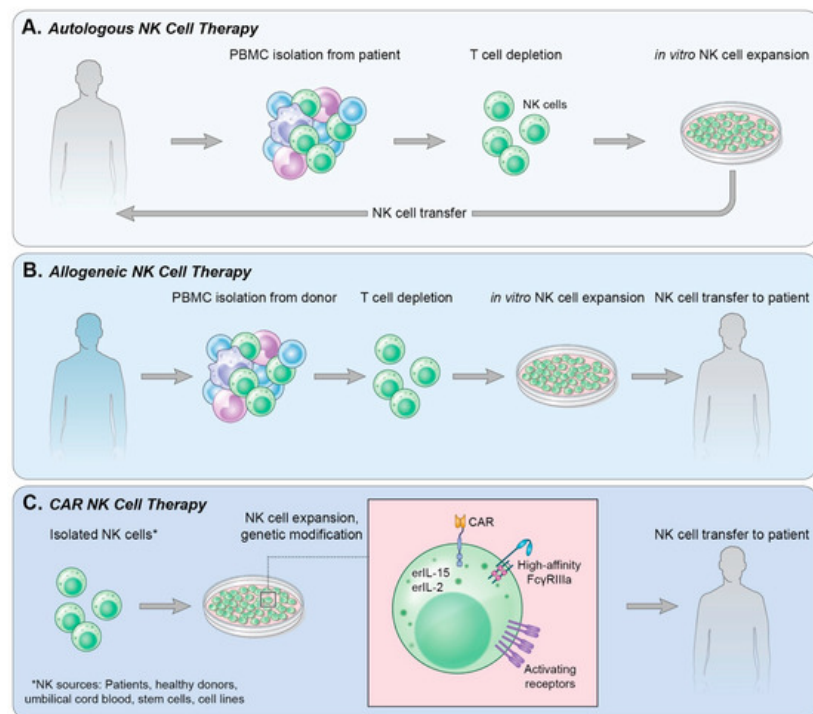 A. Autologous NK Cell Therapy
PBMC isolation from patient
T cell depletion
in vitro NK cell expansion
NK cells
NK cell transfer
B. Allogeneic NK Cell Therapy
PBMC isolation from donor
T cell depletion
in vitro NK cell expansion
NK cell transfer to patient
C. CAR NK Cell Therapy
Isolated NK cells*
NK cell expansion,
genetic modification
CAR
erIL-15
erIL-2
High-affinity
FcγRIIIa
Activating
receptors
NK cell transfer to patient
*NK sources: Patients, healthy donors,
umbilical cord blood, stem cells, cell lines